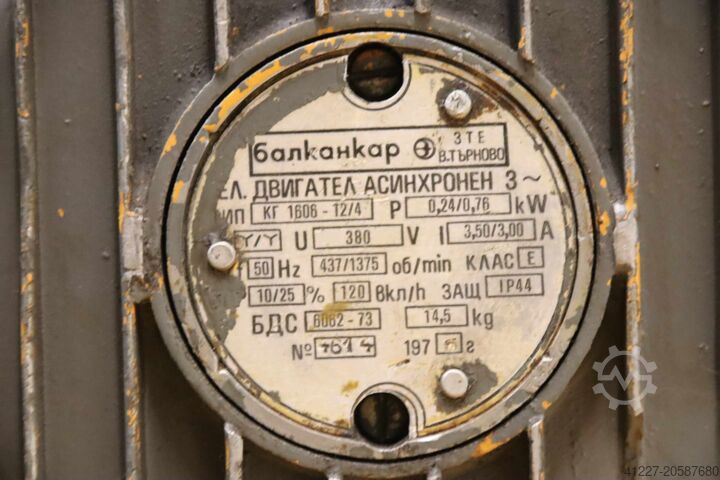 балканкар ЗТЕ
В.ТЪРНОВО
ЕЛ. ДВИГАТЕЛ АСИНХРОНЕН 3~
ТИП КГ 1606-12/4 P 0,24/0,76 kW
Y/Y U 380 V I 3,50/3,00 A
f 50 Hz 437/1375 об/min КЛАС E
10/25 % 120 Вкл/h ЗАЩ IP44
БДС 6062-73 14,5 kg
№ 197 г
41227-20587680